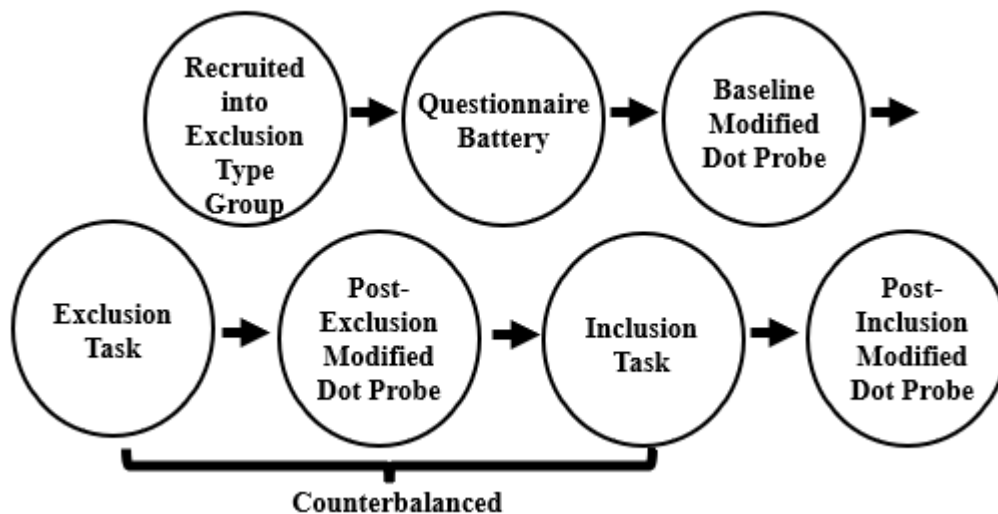 Recruited
into
Exclusion
Type
Group
Questionnaire
Battery
Baseline
Modified
Dot Probe
Exclusion
Task
Post-
Exclusion
Modified
Dot Probe
Inclusion
Task
Post-
Inclusion
Modified
Dot Probe
Counterbalanced